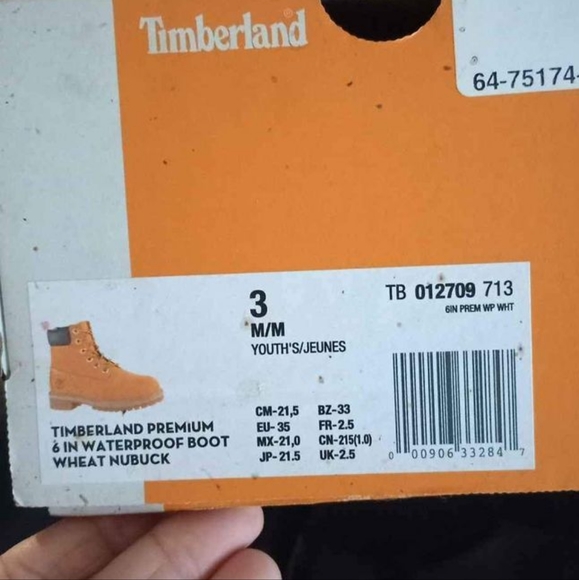 Timberland®
64-75174-
3
M/M
YOUTH'S/JEUNES
TB 012709 713
6IN PREM WP WHT
TIMBERLAND PREMIUM
6 IN WATERPROOF BOOT
WHEAT NUBUCK
CM-21,5 BZ-33
EU-35 FR-2.5
MX-21,0 CN-215(1.0)
JP-21.5 UK-2.5
0 00906 33284 7